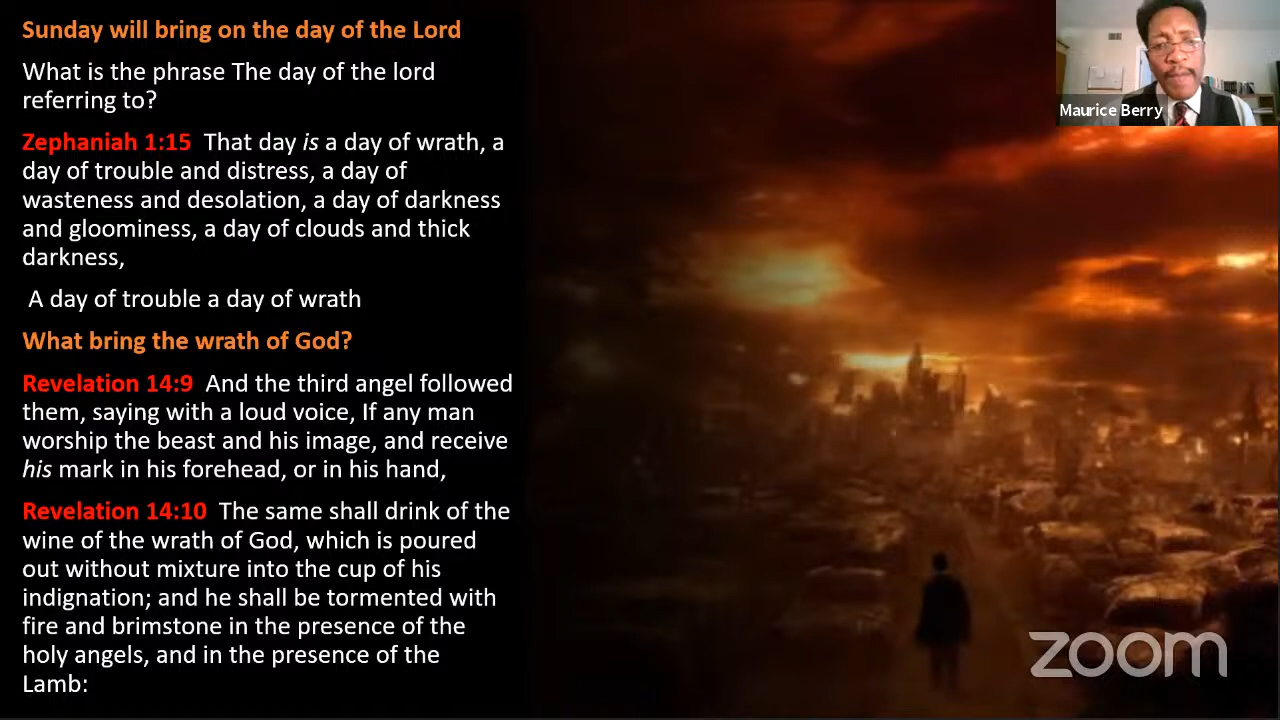 Sunday will bring on the day of the Lord
What is the phrase The day of the lord
referring to?
Zephaniah 1:15  That day is a day of wrath, a
day of trouble and distress, a day of
wasteness and desolation, a day of darkness
and gloominess, a day of clouds and thick
darkness,
A day of trouble a day of wrath
What bring the wrath of God?
Revelation 14:9  And the third angel followed
them, saying with a loud voice, If any man
worship the beast and his image, and receive
his mark in his forehead, or in his hand,
Revelation 14:10  The same shall drink of the
wine of the wrath of God, which is poured
out without mixture into the cup of his
indignation; and he shall be tormented with
fire and brimstone in the presence of the
holy angels, and in the presence of the
Lamb:
Maurice Berry
zoom